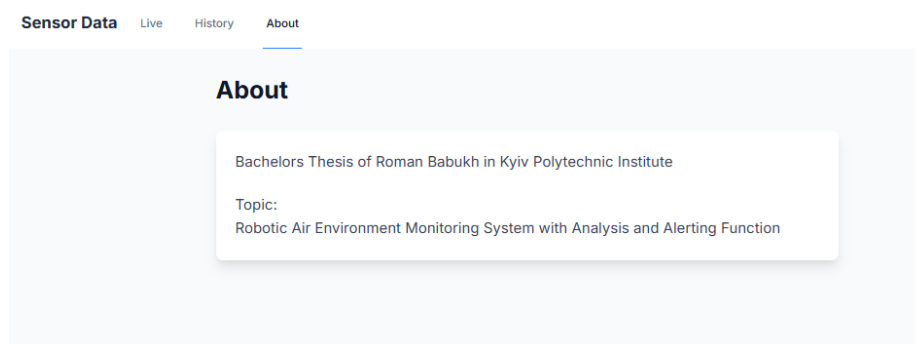 Sensor Data Live History About
About
Bachelors Thesis of Roman Babukh in Kyiv Polytechnic Institute
Topic:
Robotic Air Environment Monitoring System with Analysis and Alerting Function